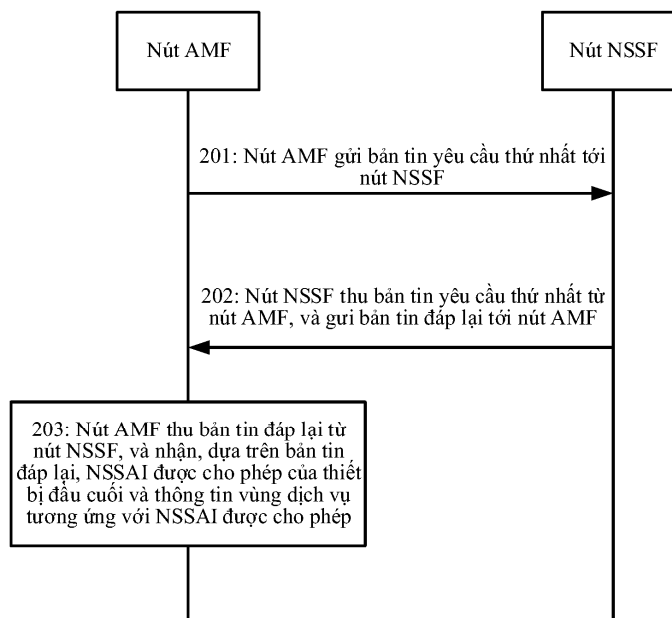 Nút AMF
Nút NSSF
201: Nút AMF gửi bản tin yêu cầu thứ nhất tới
nút NSSF
202: Nút NSSF thu bản tin yêu cầu thứ nhất từ
nút AMF, và gưi bản tin đáp lại tới nút AMF
203: Nút AMF thu bản tin đáp lại từ
nút NSSF, và nhận, dựa trên bản tin
đáp lại, NSSAI được cho phép của thiết
bị đầu cuối và thông tin vùng dịch vụ
tương ứng với NSSAI được cho phép